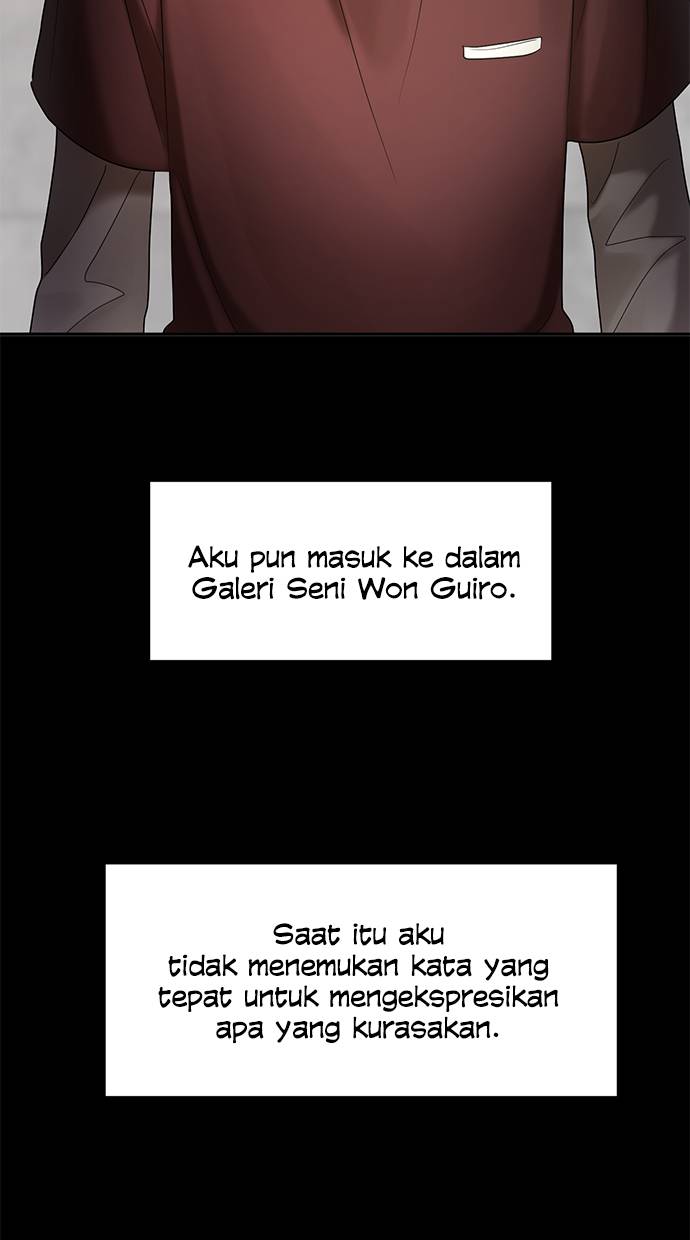 Aku pun masuk ke dalam
Galeri Seni Won Guiro.
Saat itu aku
tidak menemukan kata yang
tepat untuk mengekspresikan
apa yang kurasakan.